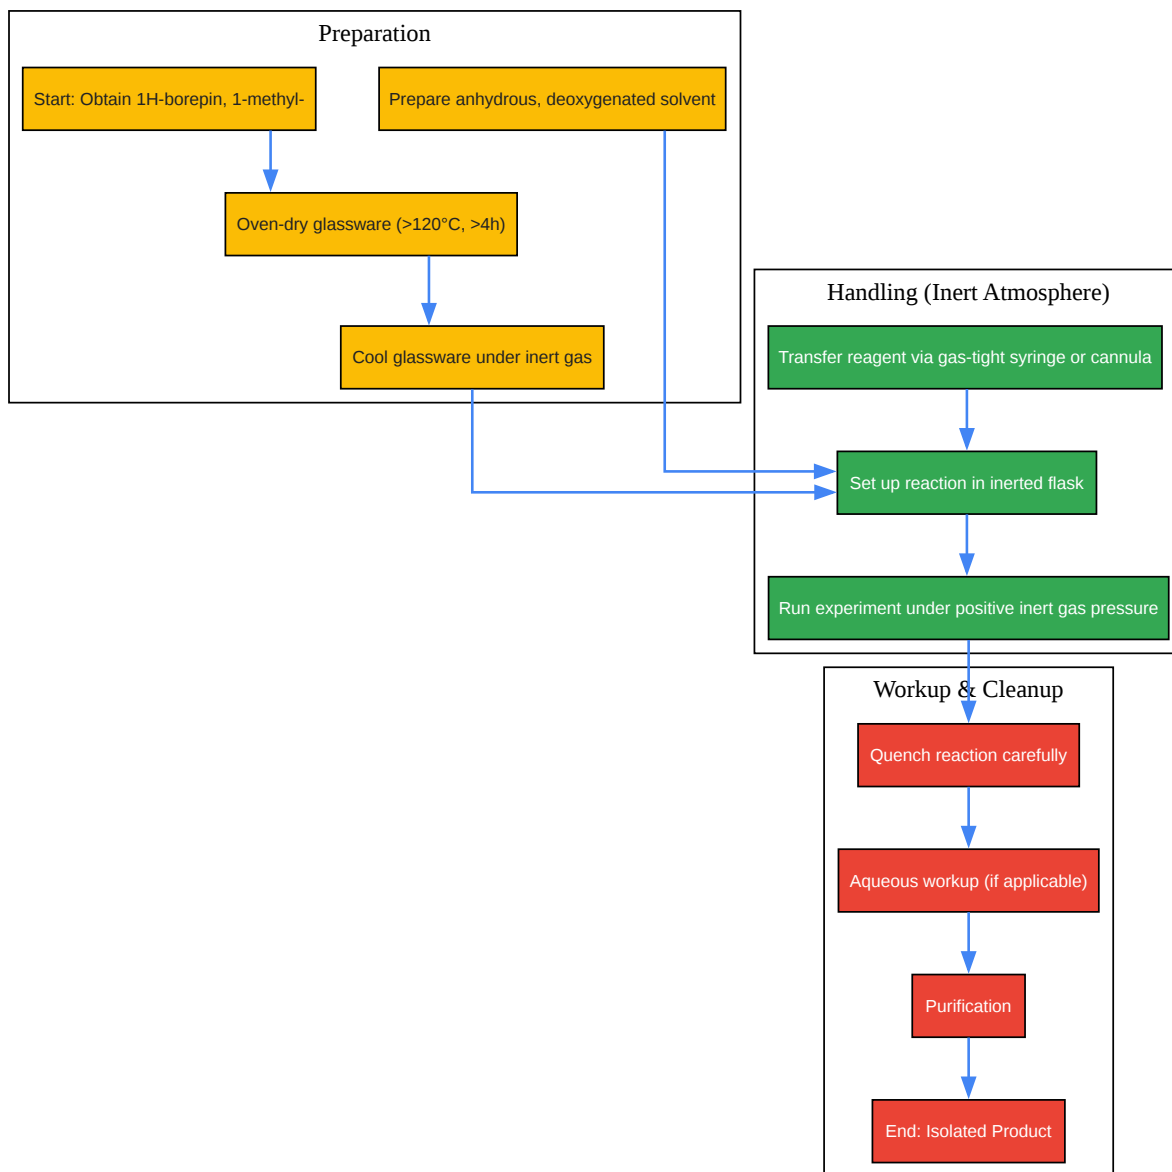 Preparation
Start: Obtain 1H-borepin, 1-methyl-
Prepare anhydrous, deoxygenated solvent
Oven-dry glassware (>120°C, >4h)
Cool glassware under inert gas
Handling (Inert Atmosphere)
Transfer reagent via gas-tight syringe or cannula
Set up reaction in inerted flask
Run experiment under positive inert gas pressure
Workup & Cleanup
Quench reaction carefully
Aqueous workup (if applicable)
Purification
End: Isolated Product